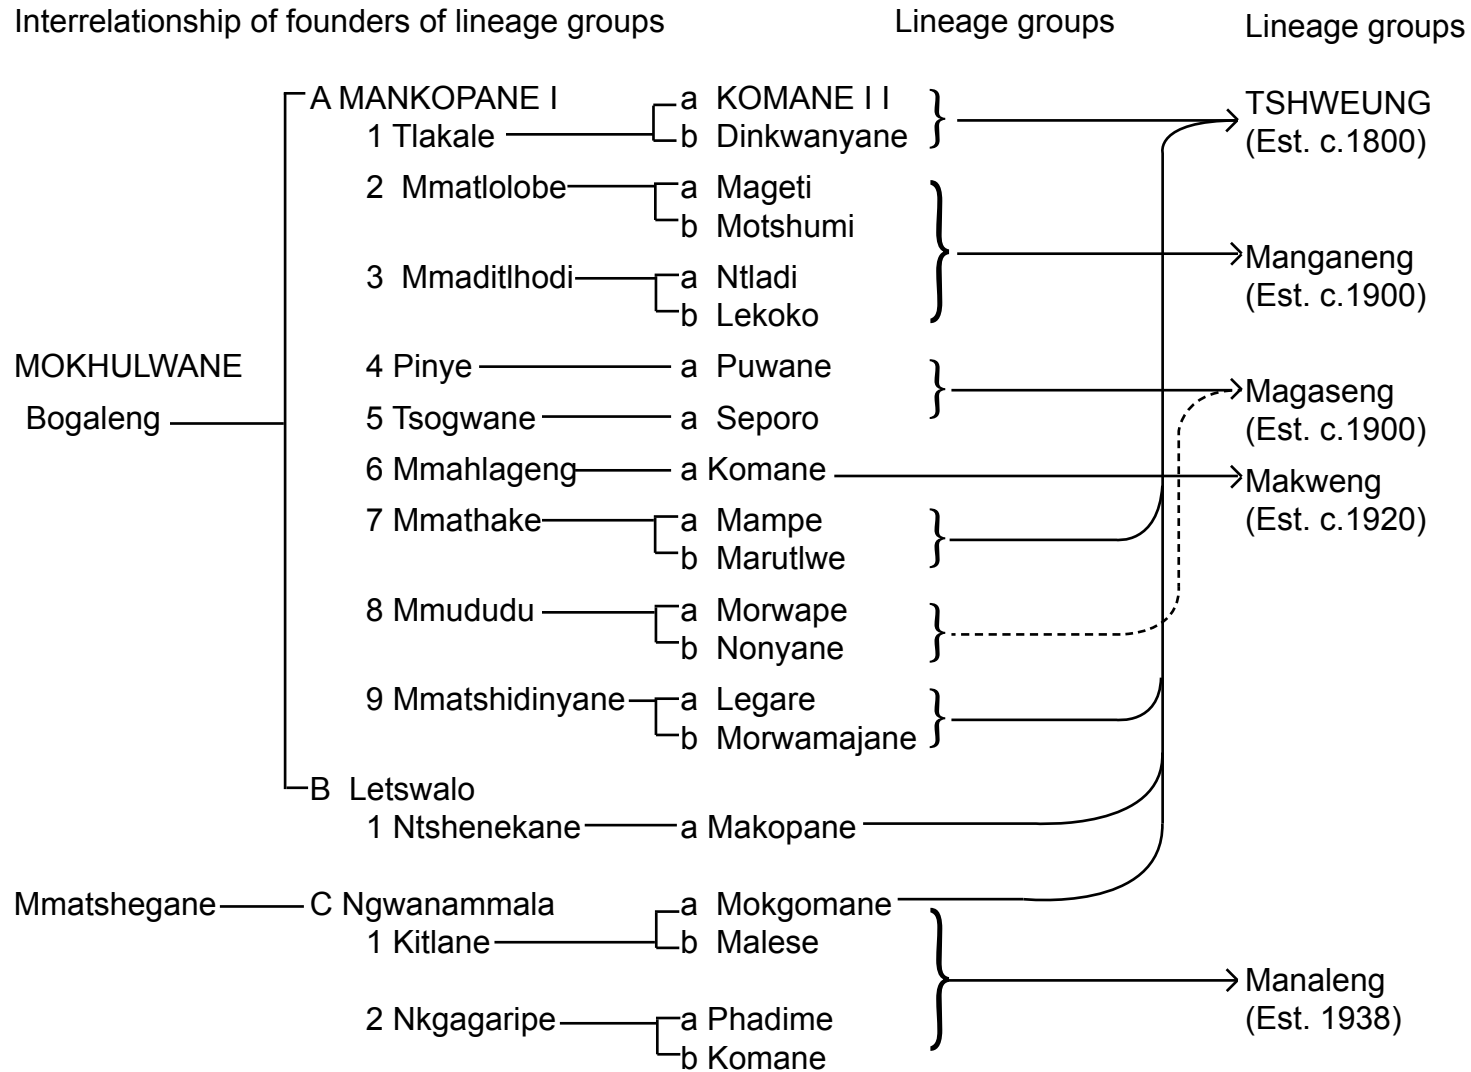 Interrelationship of founders of lineage groups Lineage groups Lineage groups
A MANKOPANE I a KOMANE I I TSHWEUNG
1 Tlakale b Dinkwanyane (Est. c.1800)
2 Mmatlolobe a Mageti
b Motshumi
Manganeng
3 Mmaditlhodi a Ntladi (Est. c.1900)
b Lekoko
MOKHULWANE 4 Pinye a Puwane
Magaseng
Bogaleng 5 Tsogwane a Seporo (Est. c.1900)
6 Mmahlageng a Komane Makweng
7 Mmathake a Mampe (Est. c.1920)
b Marutlwe
8 Mmududu a Morwape
b Nonyane
9 Mmatshidinyane a Legare
b Morwamajane
B Letswalo
1 Ntshenekane a Makopane
Mmatshegane C Ngwanammala a Mokgomane
1 Kitlane b Malese
Manaleng
2 Nkgagaripe a Phadime (Est. 1938)
b Komane